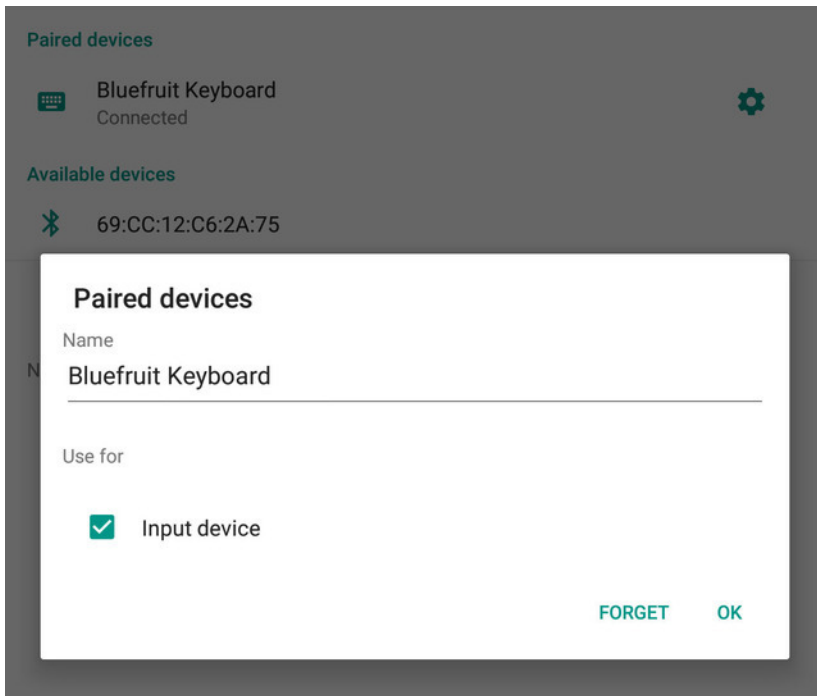 Paired devices
Bluefruit Keyboard
Connected
Available devices
69:CC:12:C6:2A:75
Paired devices
Name
N
Bluefruit Keyboard
Use for
Input device
FORGET OK